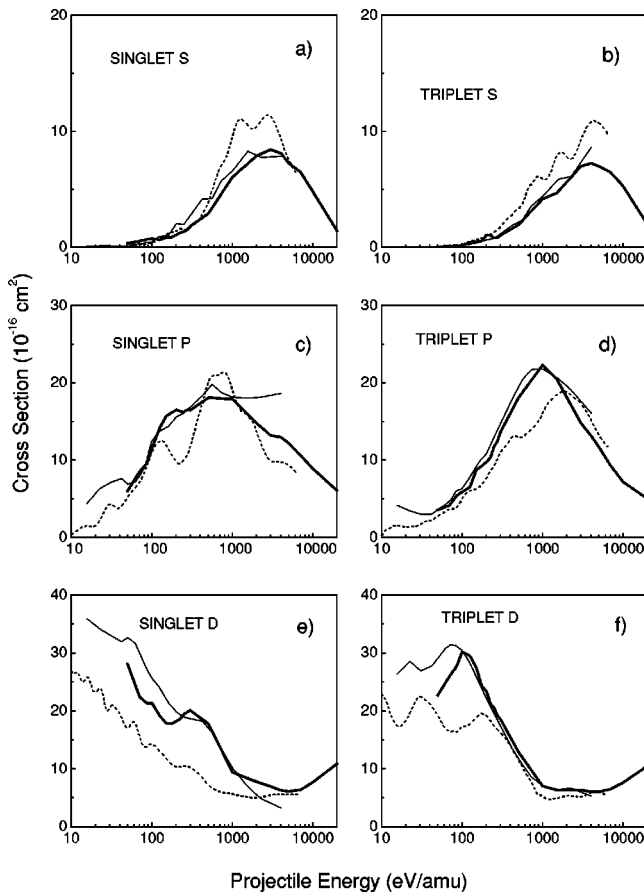 20
10
0
10 100 1000 10000
SINGLET S
a)
20
10
0
10 100 1000 10000
TRIPLET S
b)
30
20
10
0
10 100 1000 10000
SINGLET P
c)
30
20
10
0
10 100 1000 10000
TRIPLET P
d)
40
30
20
10
0
10 100 1000 10000
SINGLET D
e)
40
30
20
10
0
10 100 1000 10000
TRIPLET D
f)
Cross Section (10⁻¹⁶ cm²)
Projectile Energy (eV/amu)